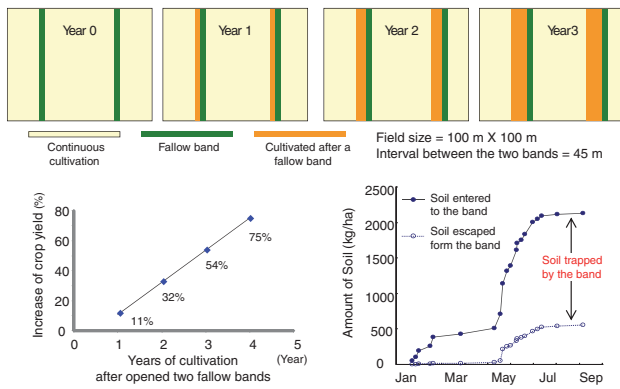 Year 0
Year 1
Year 2
Year3
Continuous
cultivation
Fallow band
Cultivated after a
fallow band
Field size = 100 m X 100 m
Interval between the two bands = 45 m
Increase of crop yield (%)
80
60
40
20
0
11%
32%
54%
75%
0
1
2
3
4
5
(Year)
Years of cultivation
after opened two fallow bands
Amount of Soil (kg/ha)
2500
2000
1500
1000
500
0
Soil entered
to the band
Soil escaped
form the band
Soil trapped
by the band
Jan
Mar
May
Jul
Sep